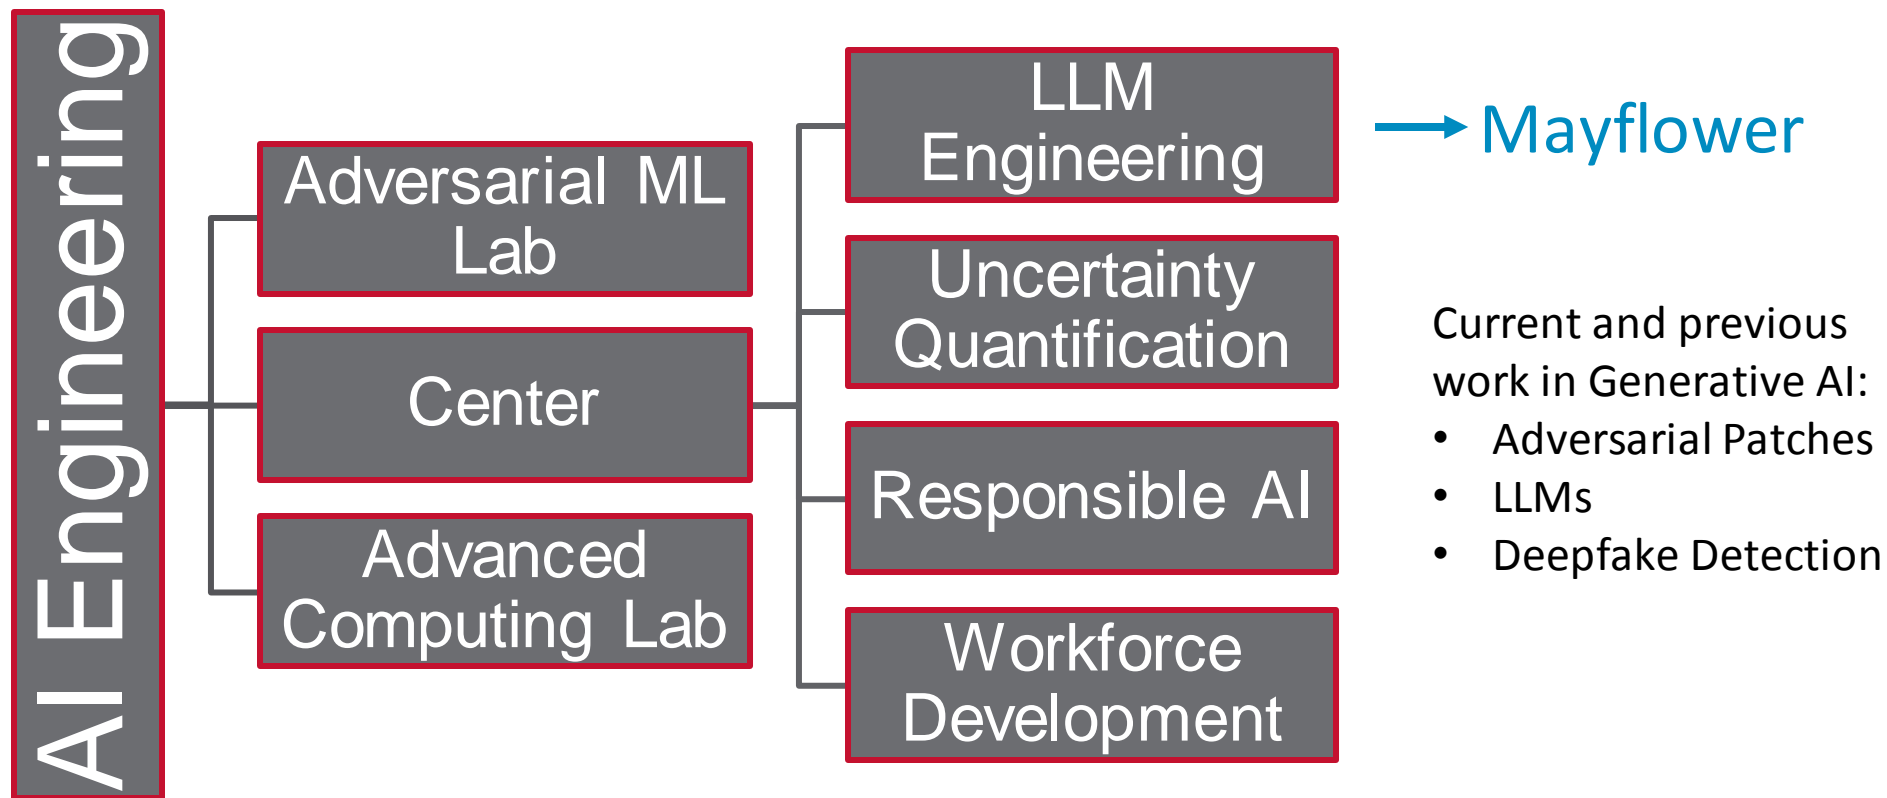 AI Engineering
Adversarial ML
Lab
Center
Advanced
Computing Lab
LLM
Engineering
Uncertainty
Quantification
Responsible AI
Workforce
Development
Mayflower
Current and previous
work in Generative AI:
• Adversarial Patches
• LLMs
• Deepfake Detection